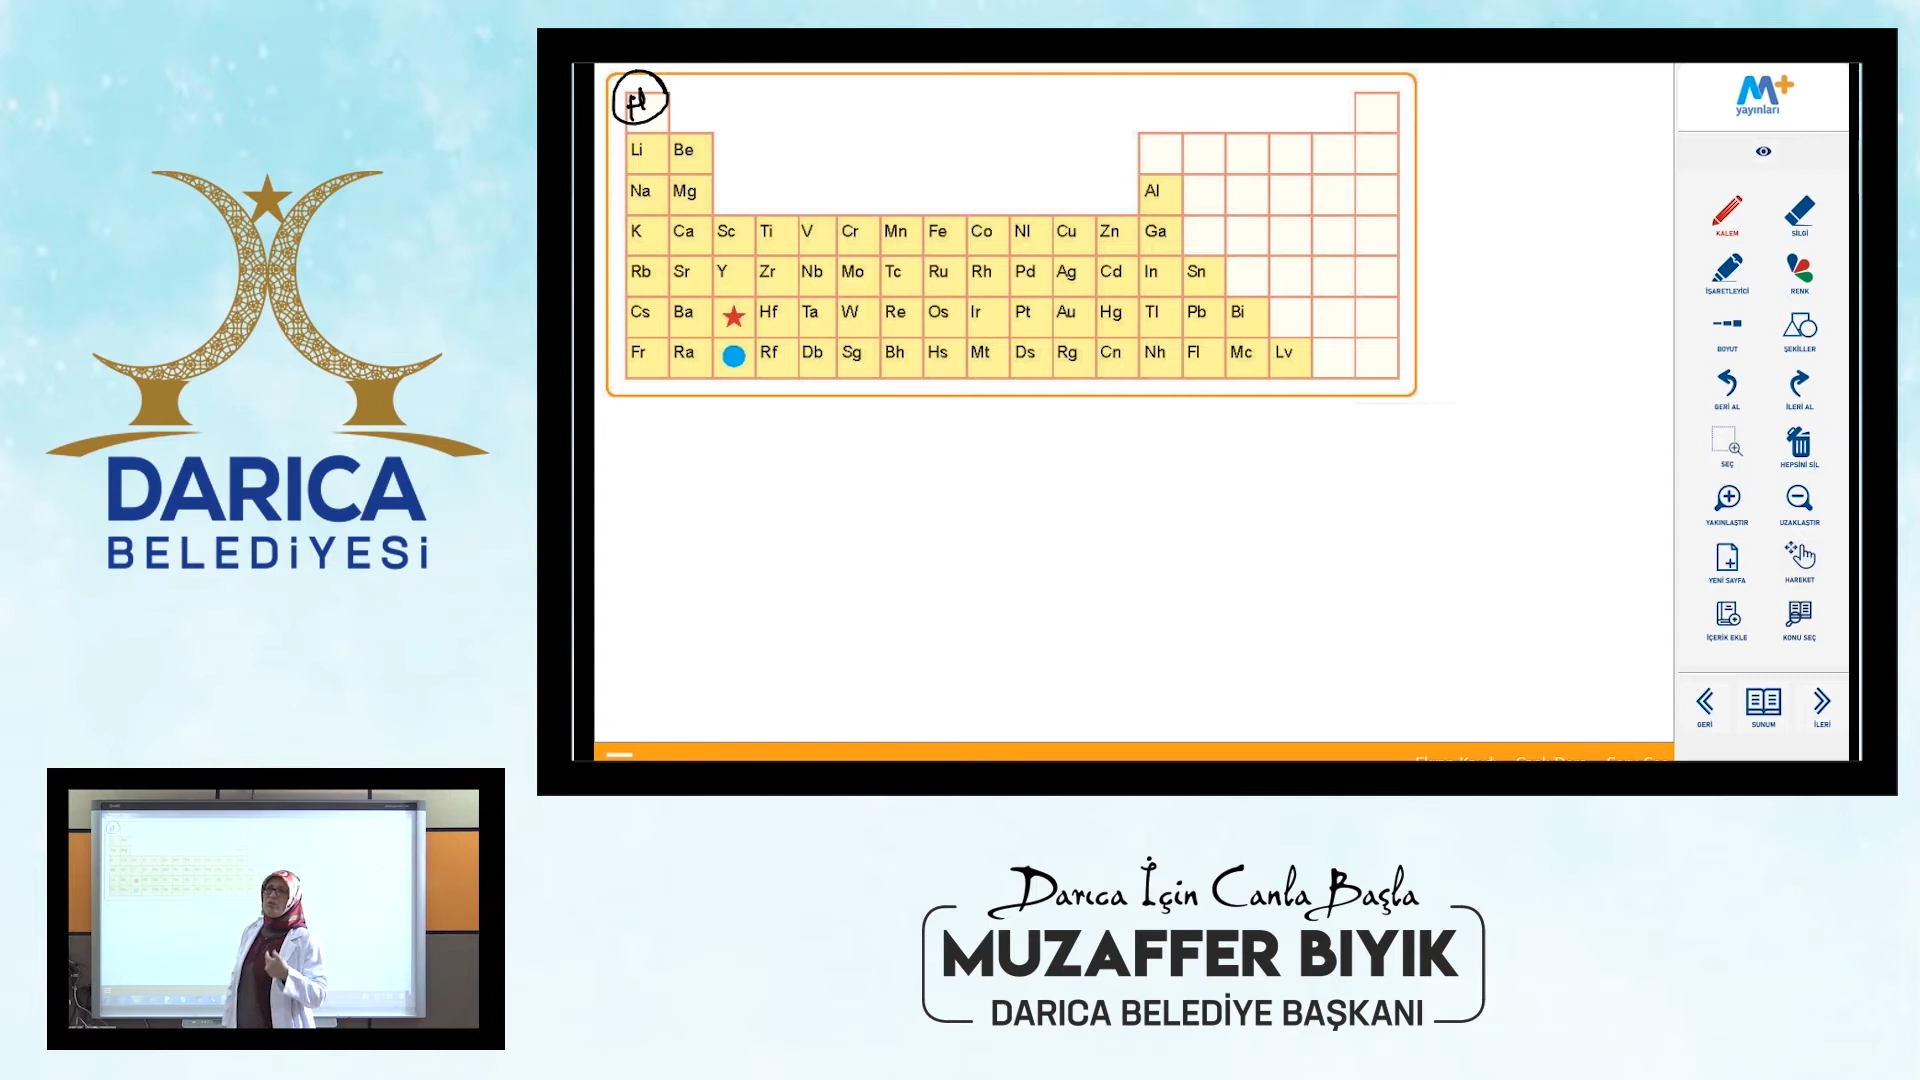 DARICA
BELEDİYESİ
H
Li Be
Na Mg Al
K Ca Sc Ti V Cr Mn Fe Co NI Cu Zn Ga
Rb Sr Y Zr Nb Mo Tc Ru Rh Pd Ag Cd In Sn
Cs Ba Hf Ta W Re Os Ir Pt Au Hg Tl Pb Bi
Fr Ra Rf Db Sg Bh Hs Mt Ds Rg Cn Nh Fl Mc Lv
M+
yayınları
KALEM SİLGİ
İŞARETLEYİCİ RENK
BOYUT ŞEKİLLER
GERİ AL İLERİ AL
SEÇ HEPSİNİ SİL
YAKINLAŞTIR UZAKLAŞTIR
YENİ SAYFA HAREKET
İÇERİK EKLE KONU SEÇ
GERİ SUNUM İLERİ
Darıca İçin Canla Başla
MUZAFFER BIYIK
DARICA BELEDİYE BAŞKANI